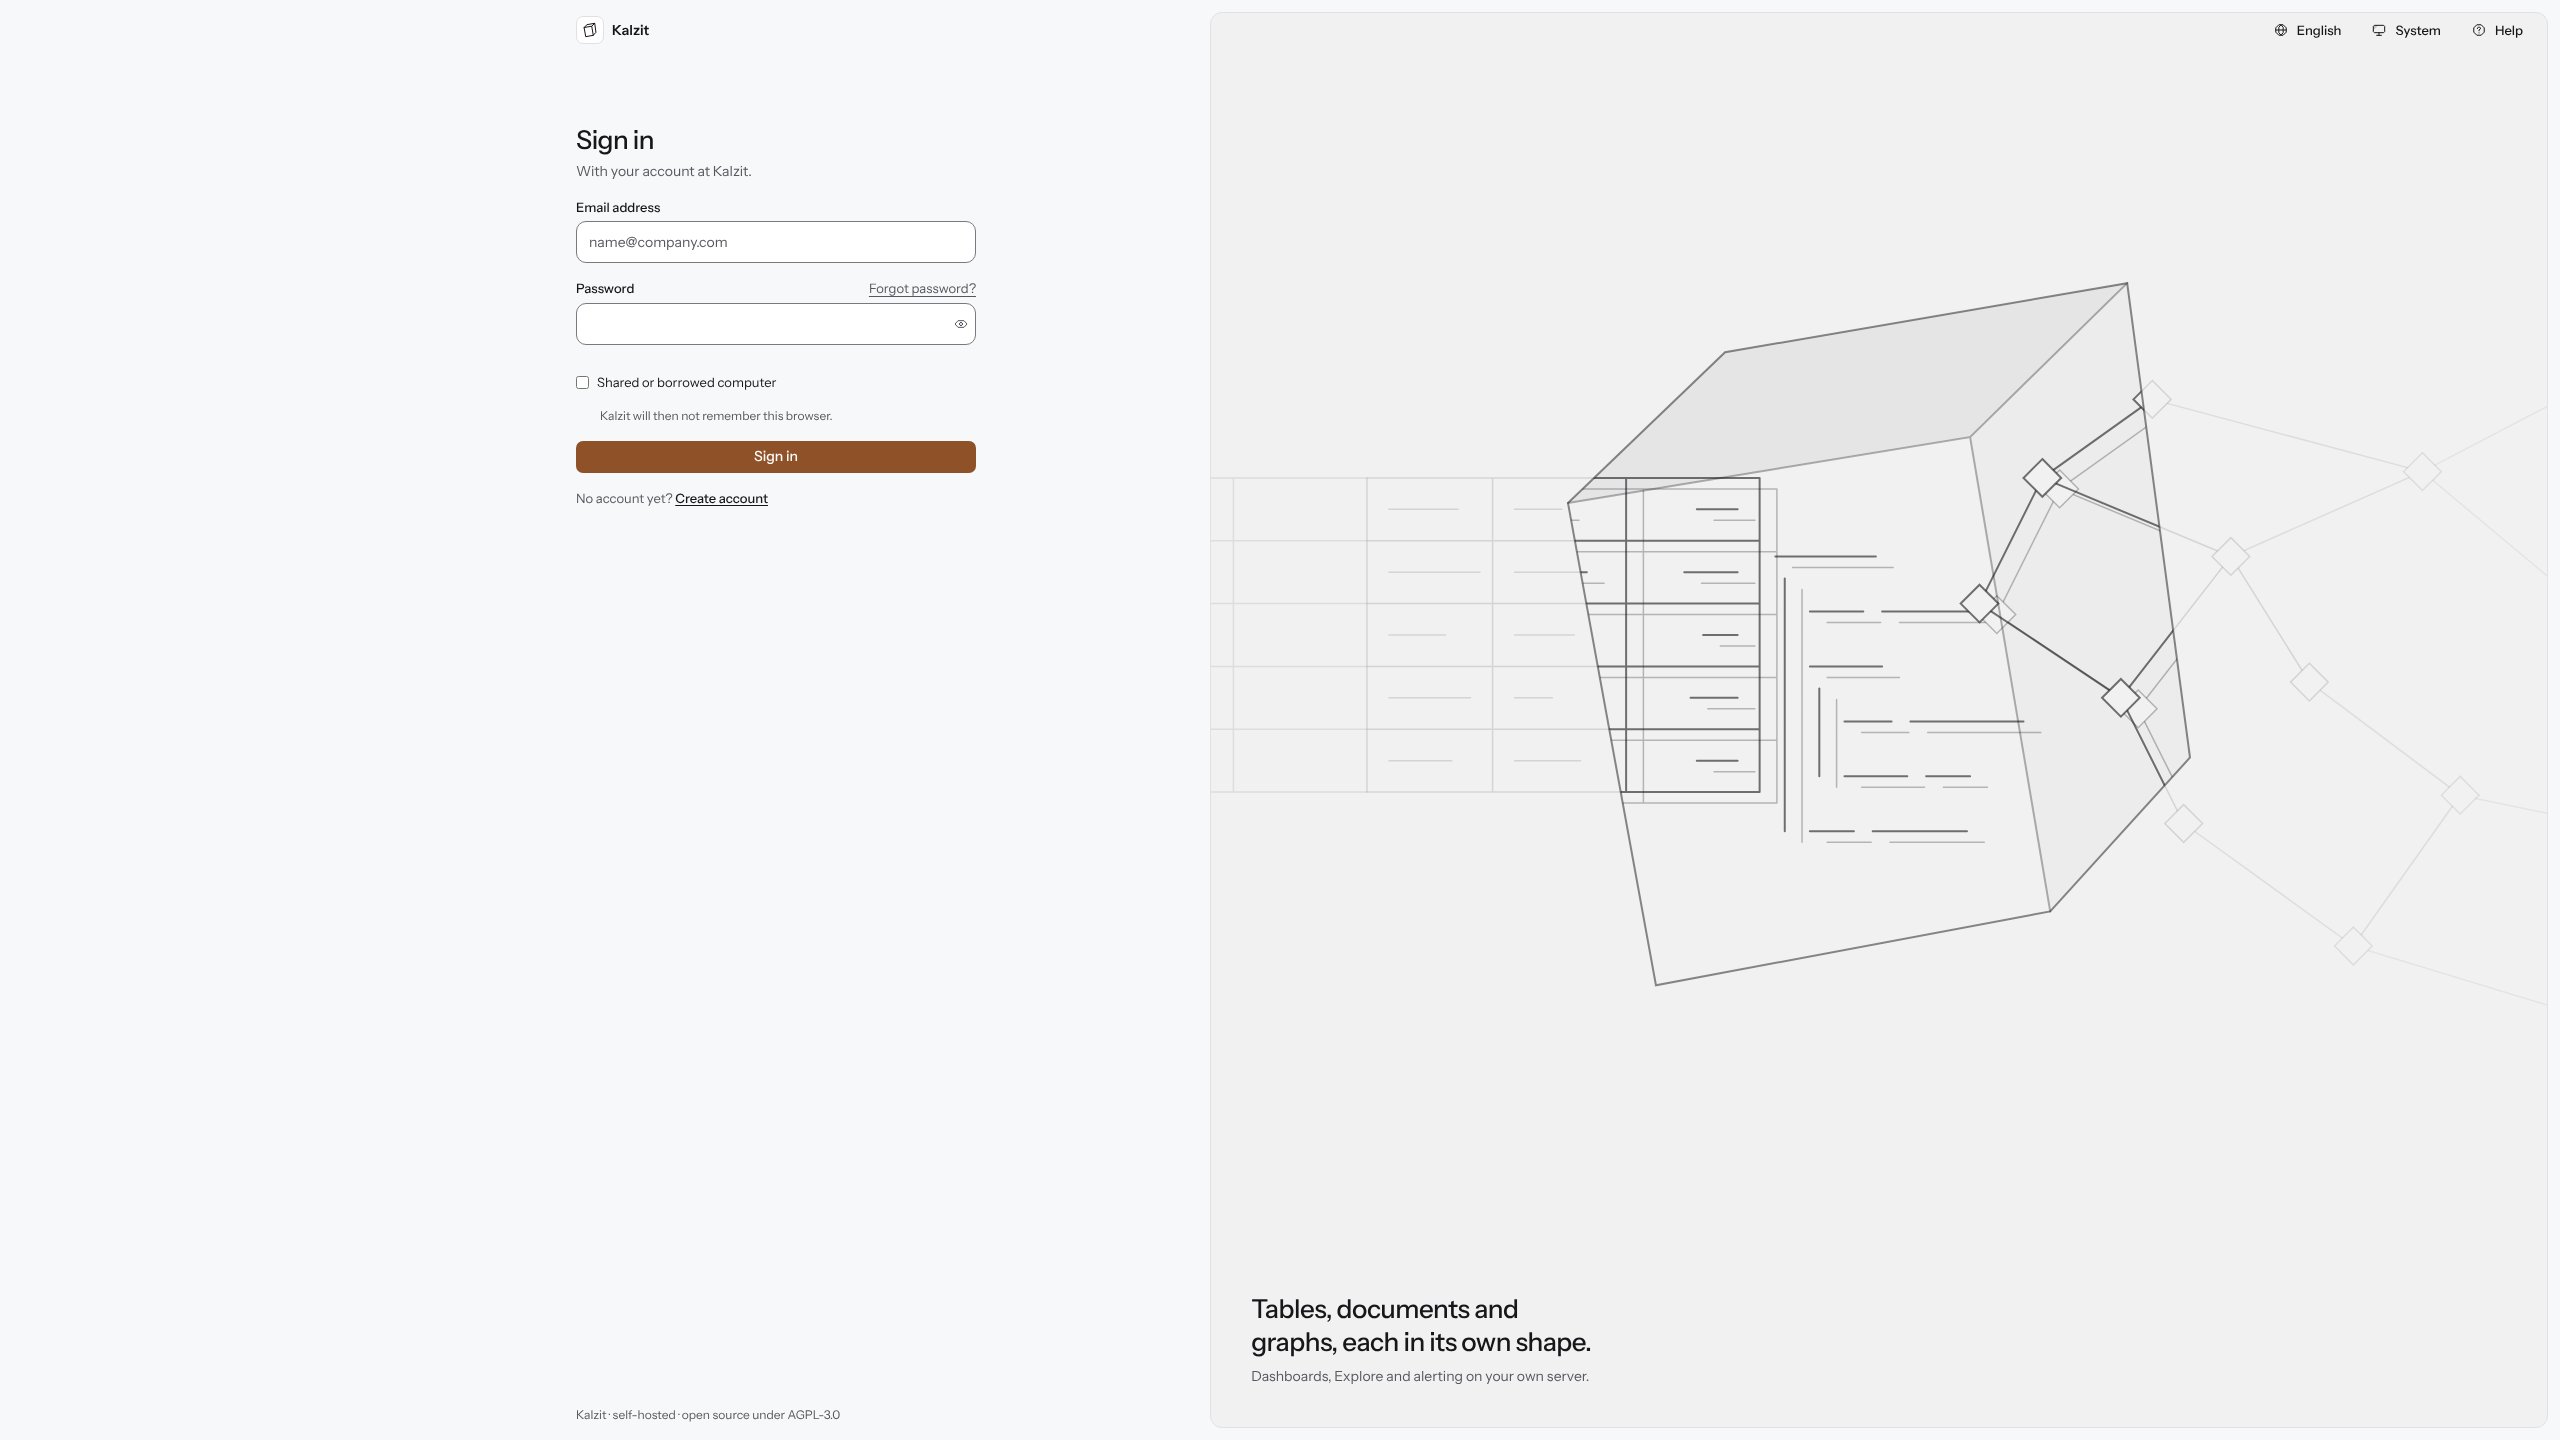 Kalzit
English
System
Help
Sign in
With your account at Kalzit.
Email address
name@company.com
Password
Forgot password?
Shared or borrowed computer
Kalzit will then not remember this browser.
Sign in
No account yet? Create account
Tables, documents and
graphs, each in its own shape.
Dashboards, Explore and alerting on your own server.
Kalzit · self-hosted · open source under AGPL-3.0